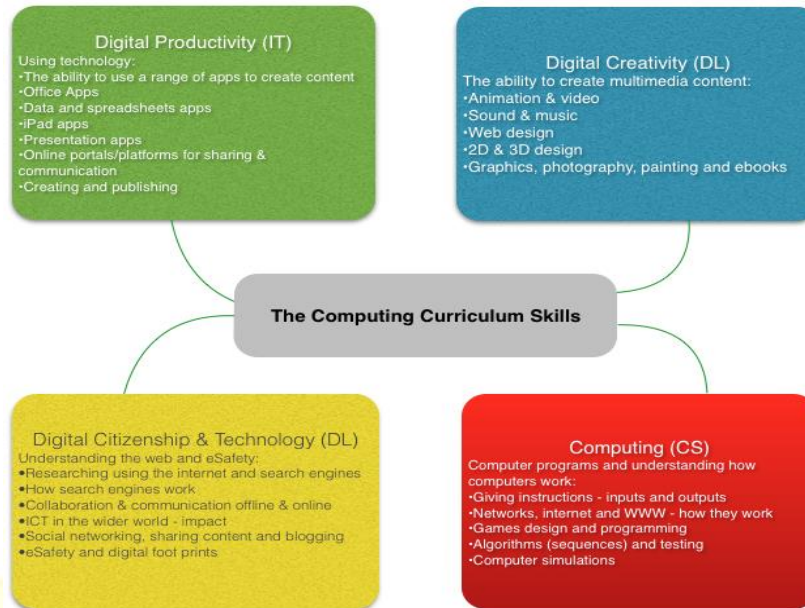 Digital Productivity (IT)
Using technology:
•The ability to use a range of apps to create content
•Office Apps
•Data and spreadsheets apps
•iPad apps
•Presentation apps
•Online portals/platforms for sharing &
communication
•Creating and publishing
Digital Creativity (DL)
The ability to create multimedia content:
•Animation & video
•Sound & music
•Web design
•2D & 3D design
•Graphics, photography, painting and ebooks
The Computing Curriculum Skills
Digital Citizenship & Technology (DL)
Understanding the web and eSafety:
•Researching using the internet and search engines
•How search engines work
•Collaboration & communication offline & online
•ICT in the wider world - impact
•Social networking, sharing content and blogging
•eSafety and digital foot prints
Computing (CS)
Computer programs and understanding how
computers work:
•Giving instructions - inputs and outputs
•Networks, internet and WWW - how they work
•Games design and programming
•Algorithms (sequences) and testing
•Computer simulations